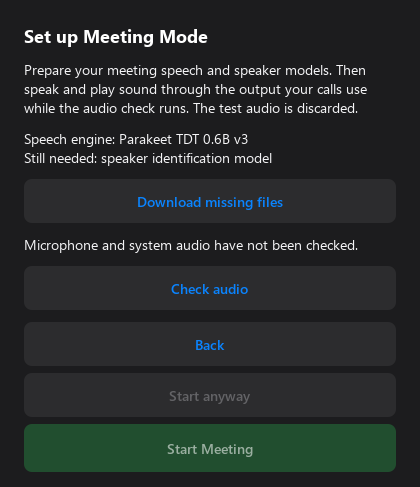 Set up Meeting Mode
Prepare your meeting speech and speaker models. Then
speak and play sound through the output your calls use
while the audio check runs. The test audio is discarded.
Speech engine: Parakeet TDT 0.6B v3
Still needed: speaker identification model
Download missing files
Microphone and system audio have not been checked.
Check audio
Back
Start anyway
Start Meeting